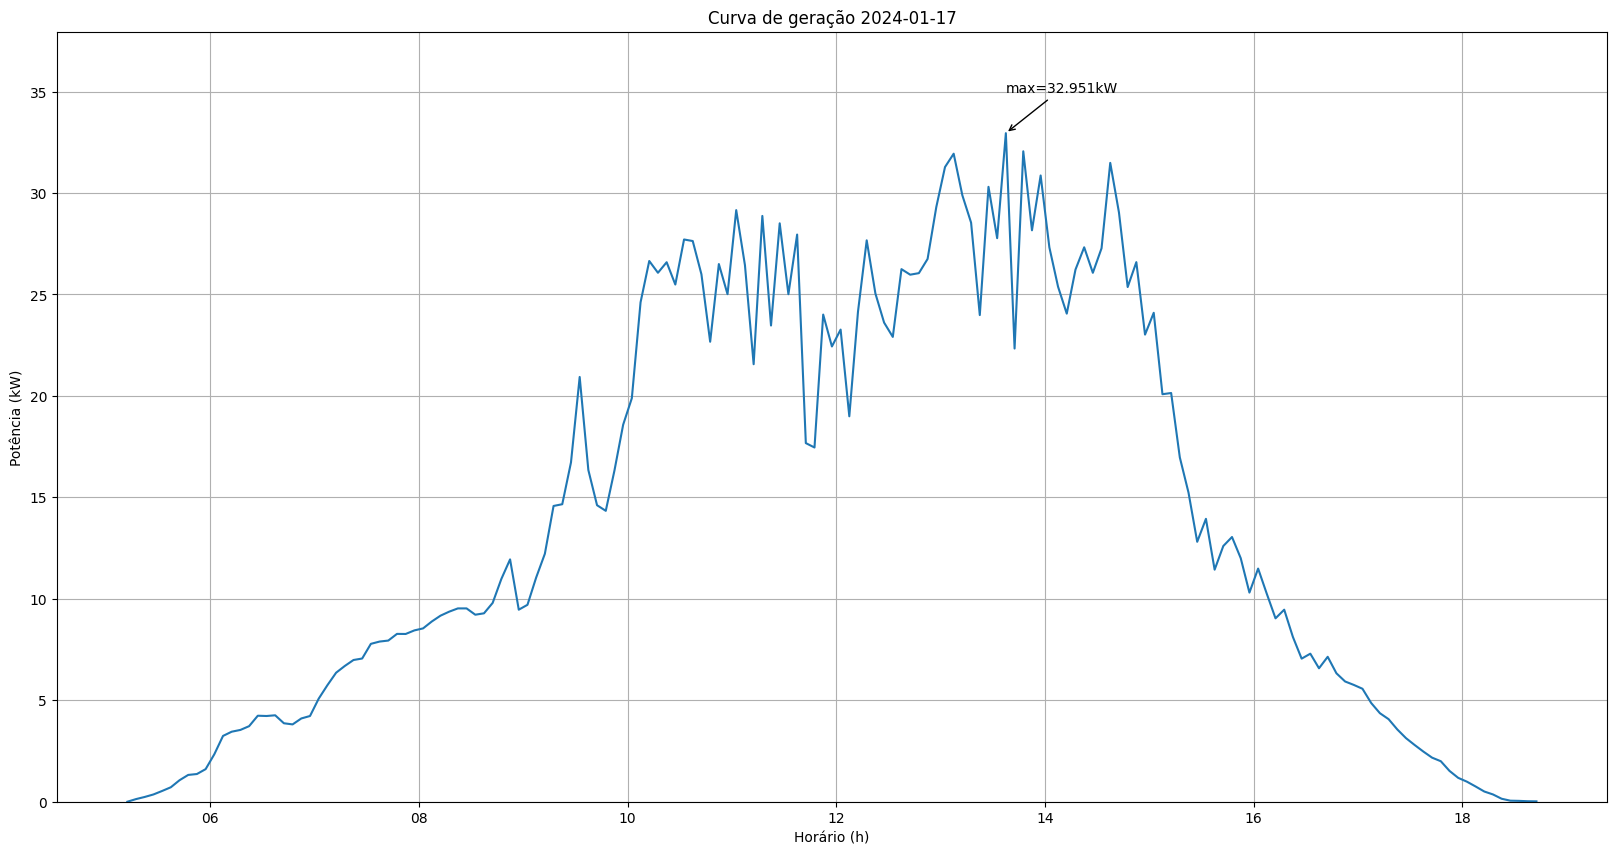 Curva de geração 2024-01-17
max=32.951kW
Potência (kW)
35
30
25
20
15
10
5
0
06 08 10 12 14 16 18
Horário (h)